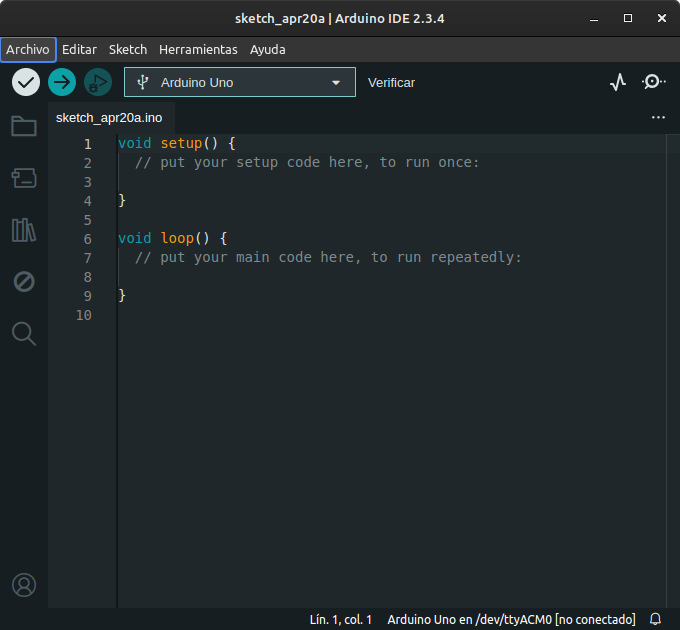 sketch_apr20a | Arduino IDE 2.3.4
Archivo Editar Sketch Herramientas Ayuda
Arduino Uno Verificar
sketch_apr20a.ino
1 void setup() {
2 // put your setup code here, to run once:
3
4 }
5
6 void loop() {
7 // put your main code here, to run repeatedly:
8
9 }
10
Lín. 1, col. 1 Arduino Uno en /dev/ttyACM0 [no conectado]